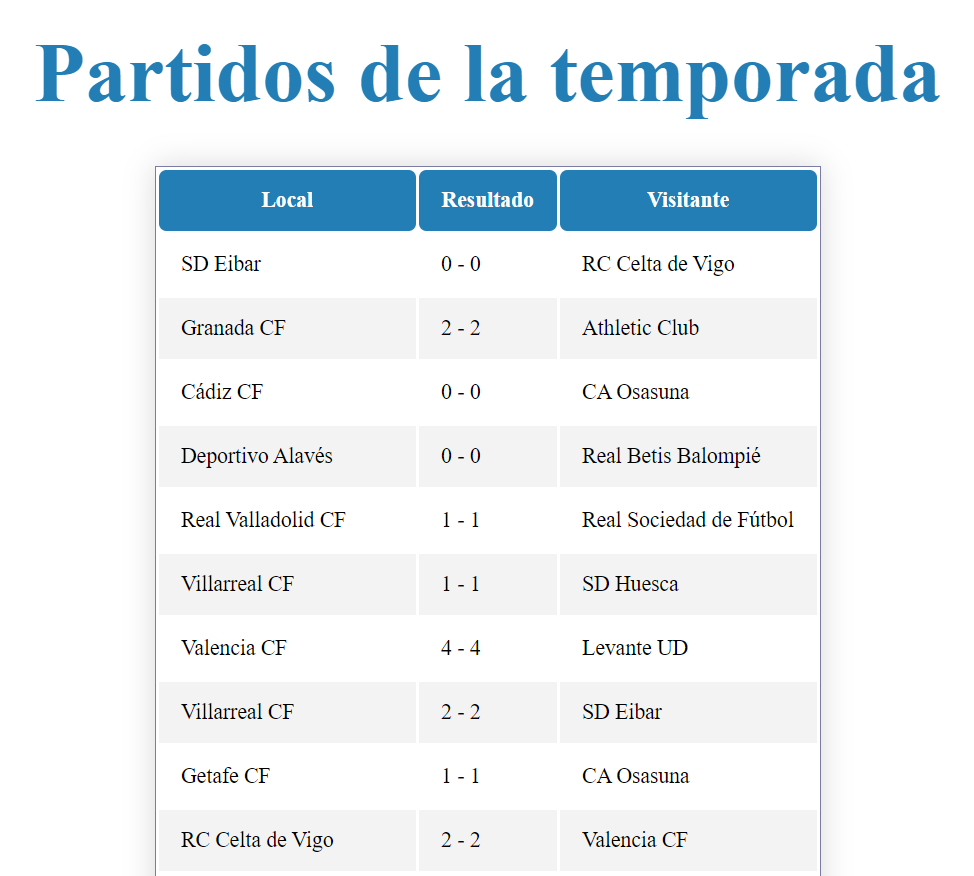 Partidos de la temporada
Local Resultado Visitante
SD Eibar 0 - 0 RC Celta de Vigo
Granada CF 2 - 2 Athletic Club
Cádiz CF 0 - 0 CA Osasuna
Deportivo Alavés 0 - 0 Real Betis Balompié
Real Valladolid CF 1 - 1 Real Sociedad de Fútbol
Villarreal CF 1 - 1 SD Huesca
Valencia CF 4 - 4 Levante UD
Villarreal CF 2 - 2 SD Eibar
Getafe CF 1 - 1 CA Osasuna
RC Celta de Vigo 2 - 2 Valencia CF